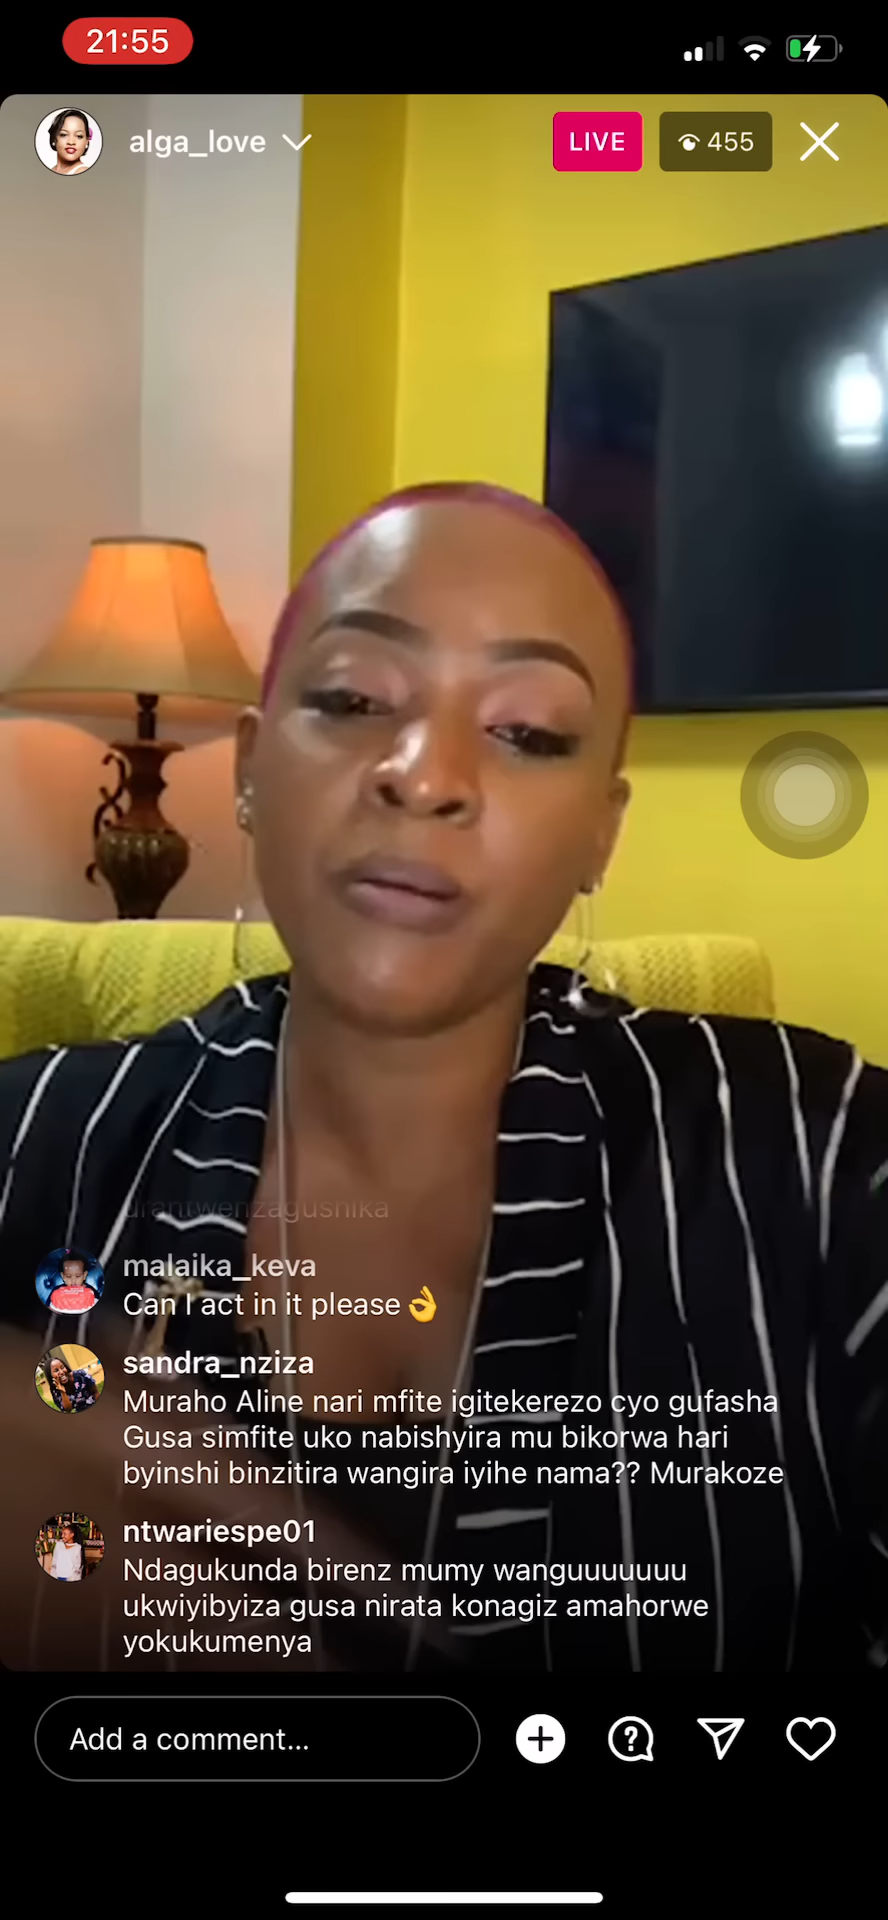 21:55
alga_love
LIVE
455
urantwenzagushika
malaika_keva
Can I act in it please👌
sandra_nziza
Muraho Aline nari mfite igitekerezo cyo gufasha
Gusa simfite uko nabishyira mu bikorwa hari
byinshi binzitira wangira iyihe nama?? Murakoze
ntwariespe01
Ndagukunda birenz mumy wanguuuuuuu
ukwiyibyiza gusa nirata konagiz amahorwe
yokukumenya
Add a comment...